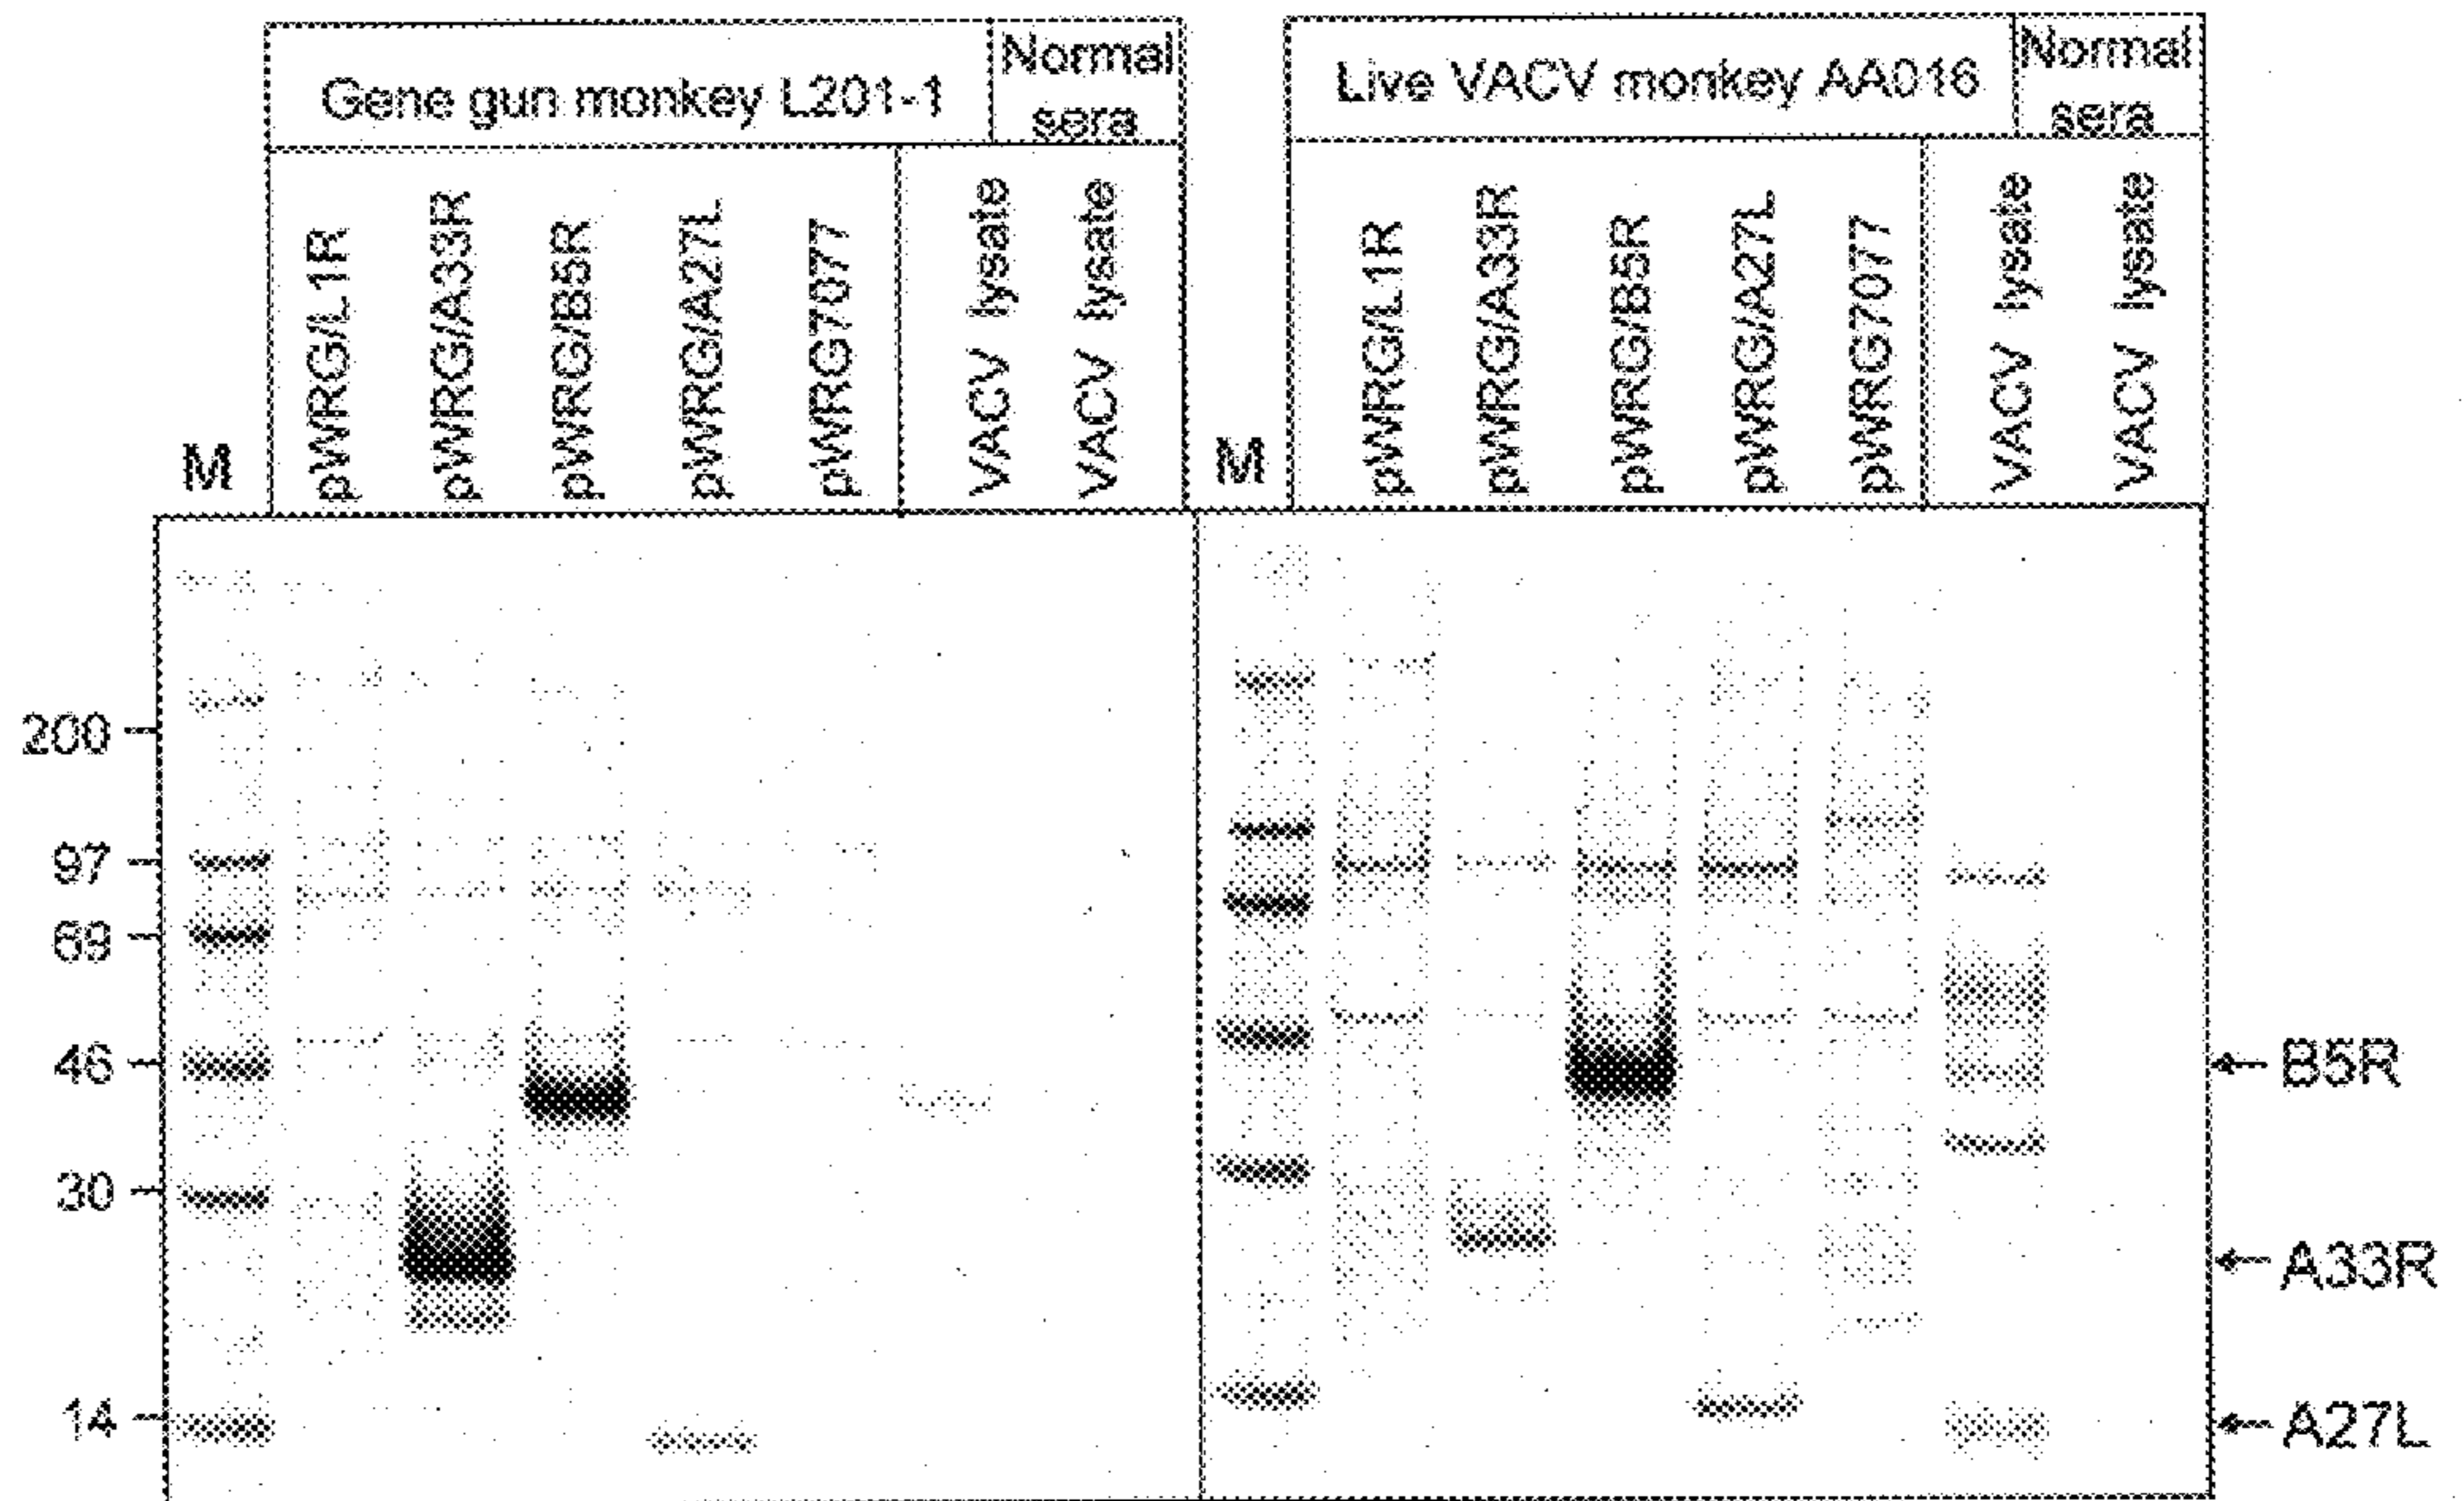 Gene gun monkey L201-1
Normal
sera
Live VACV monkey AA016
Normal
sera
M
pWRG/L1R
pWRG/A33R
pWRG/B5R
pWRG/A27L
pWRG7077
VACV lysate
VACV lysate
M
pWRG/L1R
pWRG/A33R
pWRG/B5R
pWRG/A27L
pWRG7077
VACV lysate
VACV lysate
200
97
69
46
30
14
B5R
A33R
A27L